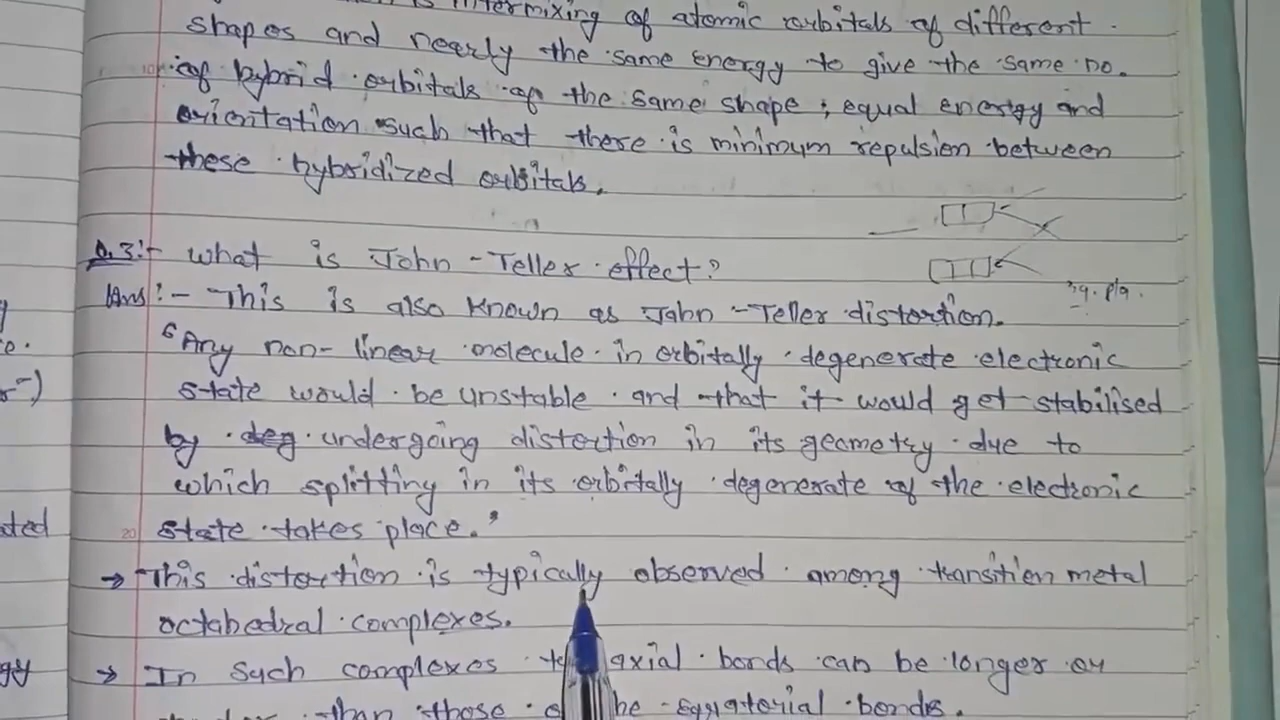 intermixing of atomic orbitals of different
shapes and nearly the same energy to give the same no.
of hybrid orbitals of the same shape, equal energy and
orientation such that there is minimum repulsion between
these hybridized orbitals.
Q.3:- What is John-Teller effect?
Ans:- This is also known as John-Teller distortion.
"Any non-linear molecule in orbitally degenerate electronic
state would be unstable and that it would get stabilised
by deg undergoing distortion in its geometry due to
which splitting in its orbitally degenerate of the electronic
20 state takes place."
→ This distortion is typically observed among transition metal
octahedral complexes.
→ In such complexes axial bonds can be longer or
than those equatorial bonds.